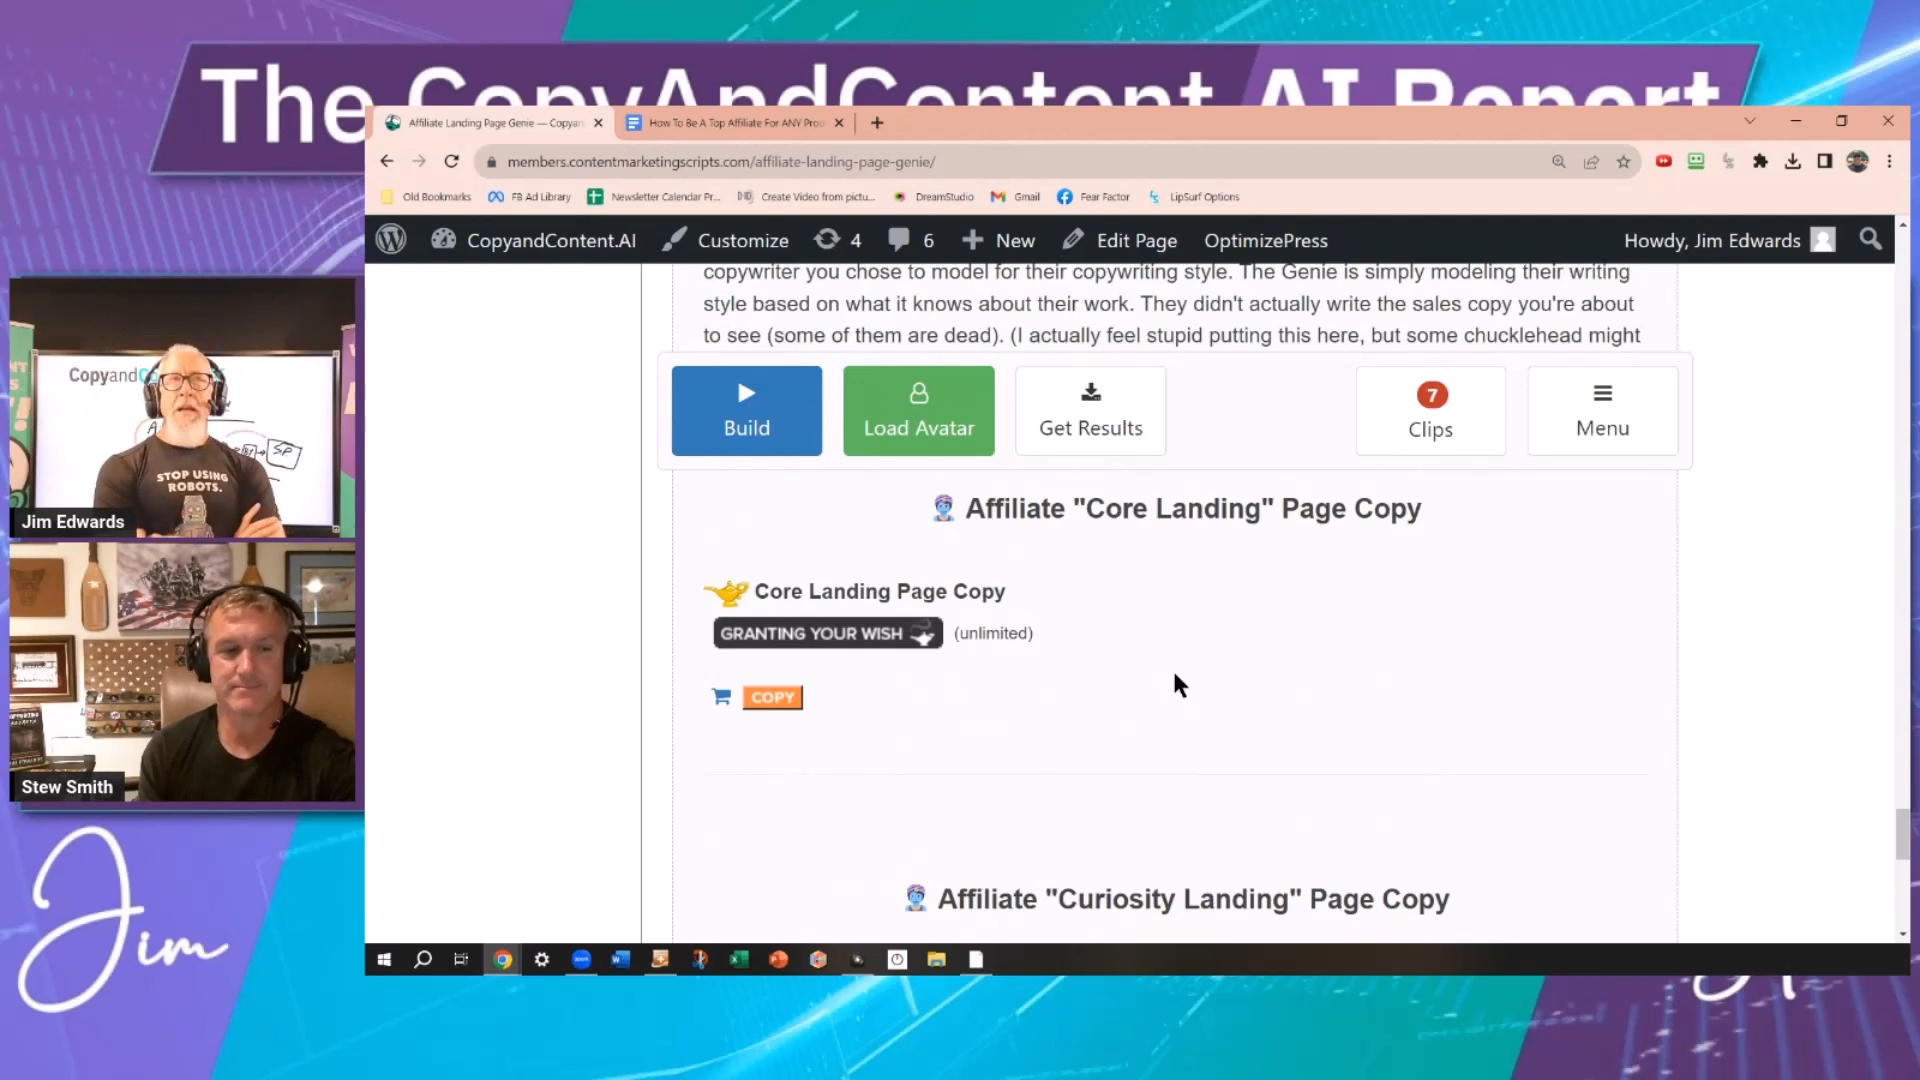 The CopyAndContent AI Report
Affiliate Landing Page Genie — Copyan
How To Be A Top Affiliate For ANY Proc
members.contentmarketingscripts.com/affiliate-landing-page-genie/
Old Bookmarks
FB Ad Library
Newsletter Calendar Pr...
Create Video from pictu...
DreamStudio
Gmail
Fear Factor
LipSurf Options
CopyandContent.AI
Customize
4
6
New
Edit Page
OptimizePress
Howdy, Jim Edwards
copywriter you chose to model for their copywriting style. The Genie is simply modeling their writing
style based on what it knows about their work. They didn't actually write the sales copy you're about
to see (some of them are dead). (I actually feel stupid putting this here, but some chucklehead might
Build
Load Avatar
Get Results
7
Clips
Menu
Affiliate "Core Landing" Page Copy
Core Landing Page Copy
GRANTING YOUR WISH (unlimited)
COPY
Affiliate "Curiosity Landing" Page Copy
Copyand
STOP USING
ROBOTS.
Jim Edwards
Stew Smith
Jim